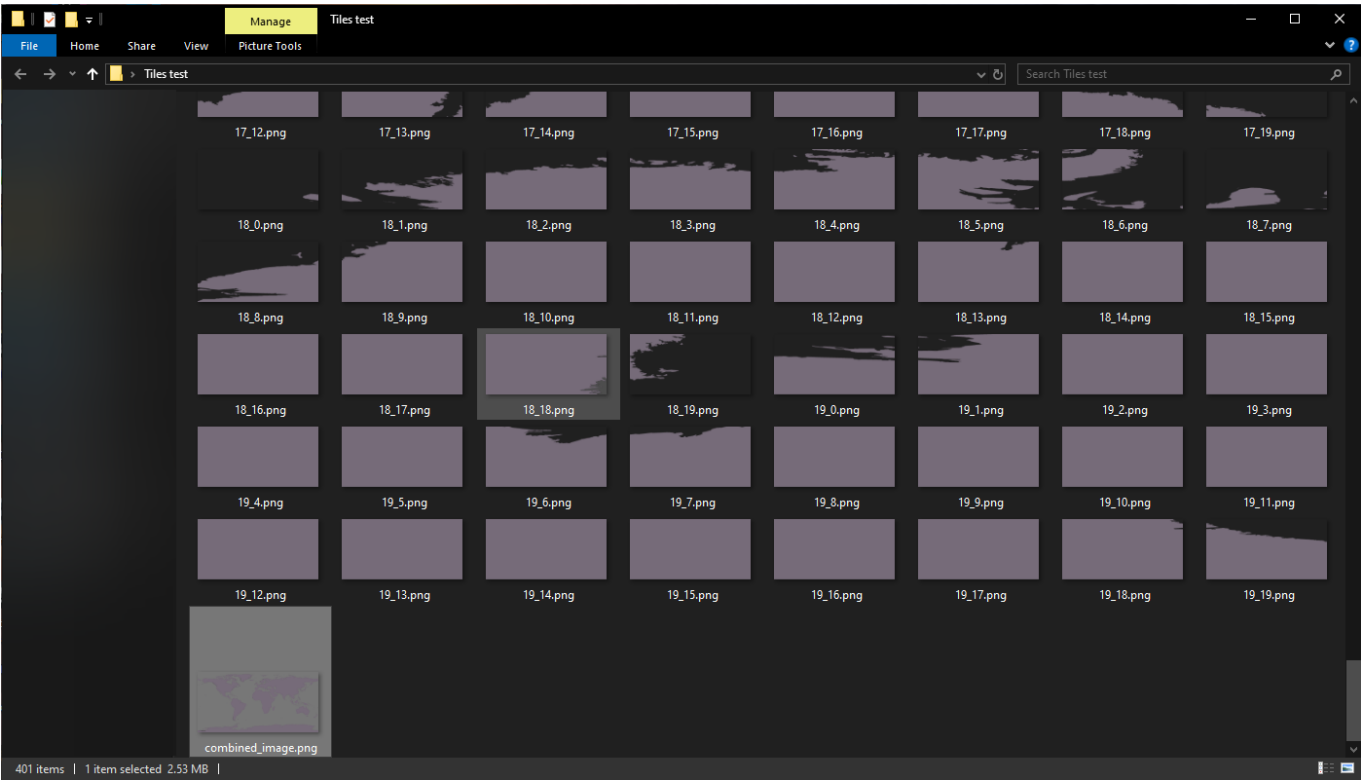 Manage
Tiles test
File Home Share View Picture Tools
Tiles test
Search Tiles test
17_12.png 17_13.png 17_14.png 17_15.png 17_16.png 17_17.png 17_18.png 17_19.png
18_0.png 18_1.png 18_2.png 18_3.png 18_4.png 18_5.png 18_6.png 18_7.png
18_8.png 18_9.png 18_10.png 18_11.png 18_12.png 18_13.png 18_14.png 18_15.png
18_16.png 18_17.png 18_18.png 18_19.png 19_0.png 19_1.png 19_2.png 19_3.png
19_4.png 19_5.png 19_6.png 19_7.png 19_8.png 19_9.png 19_10.png 19_11.png
19_12.png 19_13.png 19_14.png 19_15.png 19_16.png 19_17.png 19_18.png 19_19.png
combined_image.png
401 items 1 item selected 2.53 MB